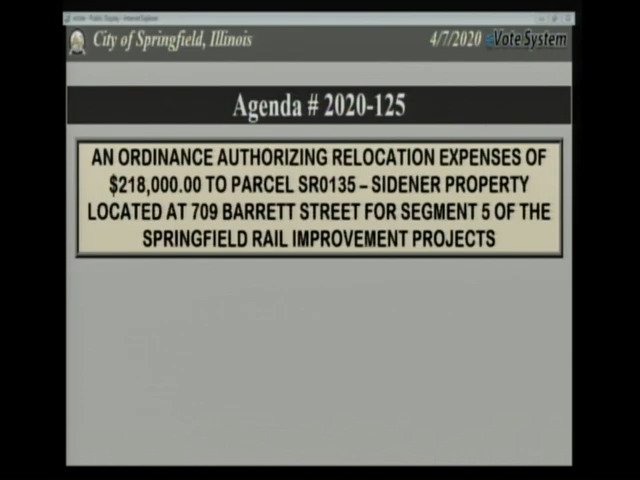 City of Springfield, Illinois
4/7/2020 eVote System
Agenda # 2020-125
AN ORDINANCE AUTHORIZING RELOCATION EXPENSES OF
$218,000.00 TO PARCEL SR0135 – SIDENER PROPERTY
LOCATED AT 709 BARRETT STREET FOR SEGMENT 5 OF THE
SPRINGFIELD RAIL IMPROVEMENT PROJECTS